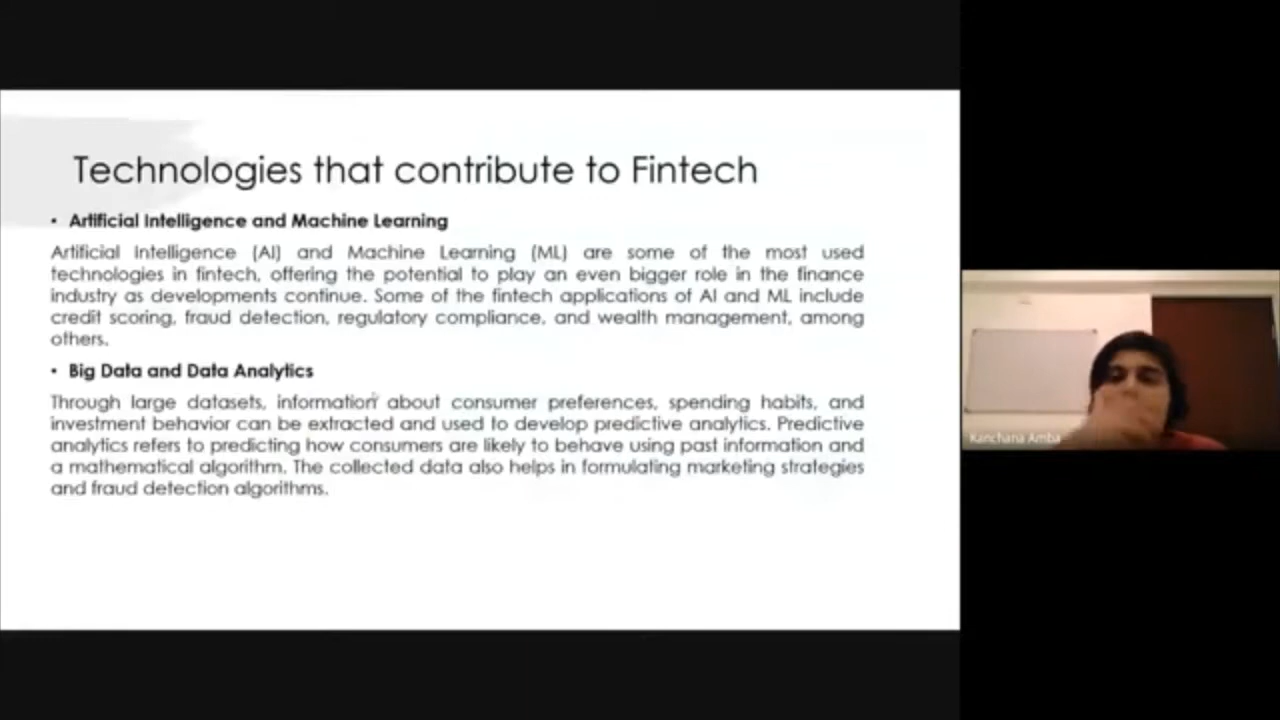 Technologies that contribute to Fintech
• Artificial Intelligence and Machine Learning
Artificial Intelligence (AI) and Machine Learning (ML) are some of the most used
technologies in fintech, offering the potential to play an even bigger role in the finance
industry as developments continue. Some of the fintech applications of AI and ML include
credit scoring, fraud detection, regulatory compliance, and wealth management, among
others.
• Big Data and Data Analytics
Through large datasets, information about consumer preferences, spending habits, and
investment behavior can be extracted and used to develop predictive analytics. Predictive
analytics refers to predicting how consumers are likely to behave using past information and
a mathematical algorithm. The collected data also helps in formulating marketing strategies
and fraud detection algorithms.
Kanchana Amba